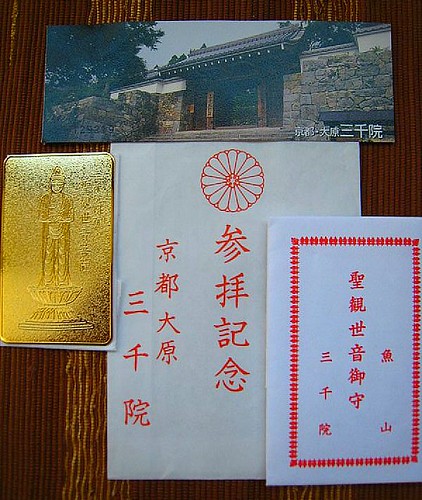 京都・大原三千院
参拝記念
京都大原
三千院
魚山
聖観世音御守
三千院